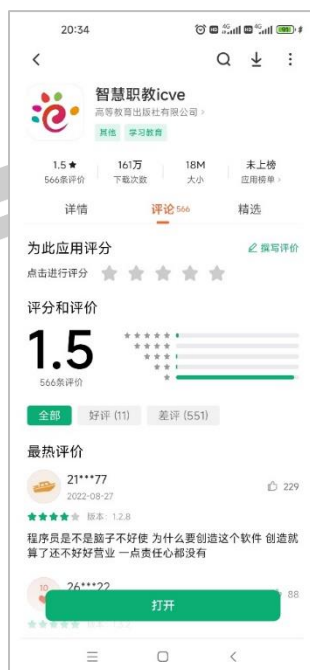 20:34
智慧职教icve
高等教育出版社有限公司 >
其他 学习教育
1.5★ 161万 18M 未上榜
566条评价 下载次数 大小 应用榜单 >
详情 评论 566 精选
为此应用评分 撰写评价
点击进行评分
评分和评价
1.5
566条评价
全部 好评 (11) 差评 (551)
最热评价
21***77
2022-08-27
229
版本: 1.2.8
程序员是不是脑子不好使 为什么要创造这个软件 创造就
算了还不好好营业 一点责任心都没有
26***22
88
打开